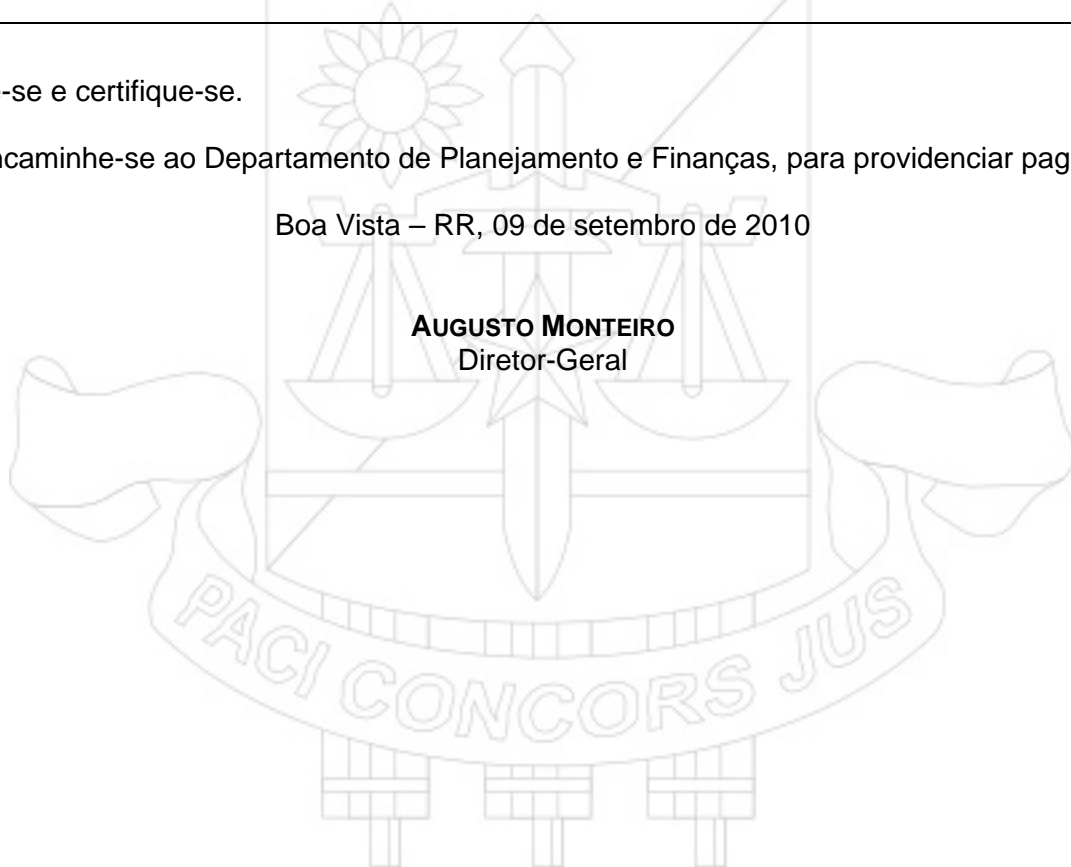 -se e certifique-se.
ncaminhe-se ao Departamento de Planejamento e Finanças, para providenciar pag
Boa Vista – RR, 09 de setembro de 2010
AUGUSTO MONTEIRO
Diretor-Geral
PACI CONCORS JUS